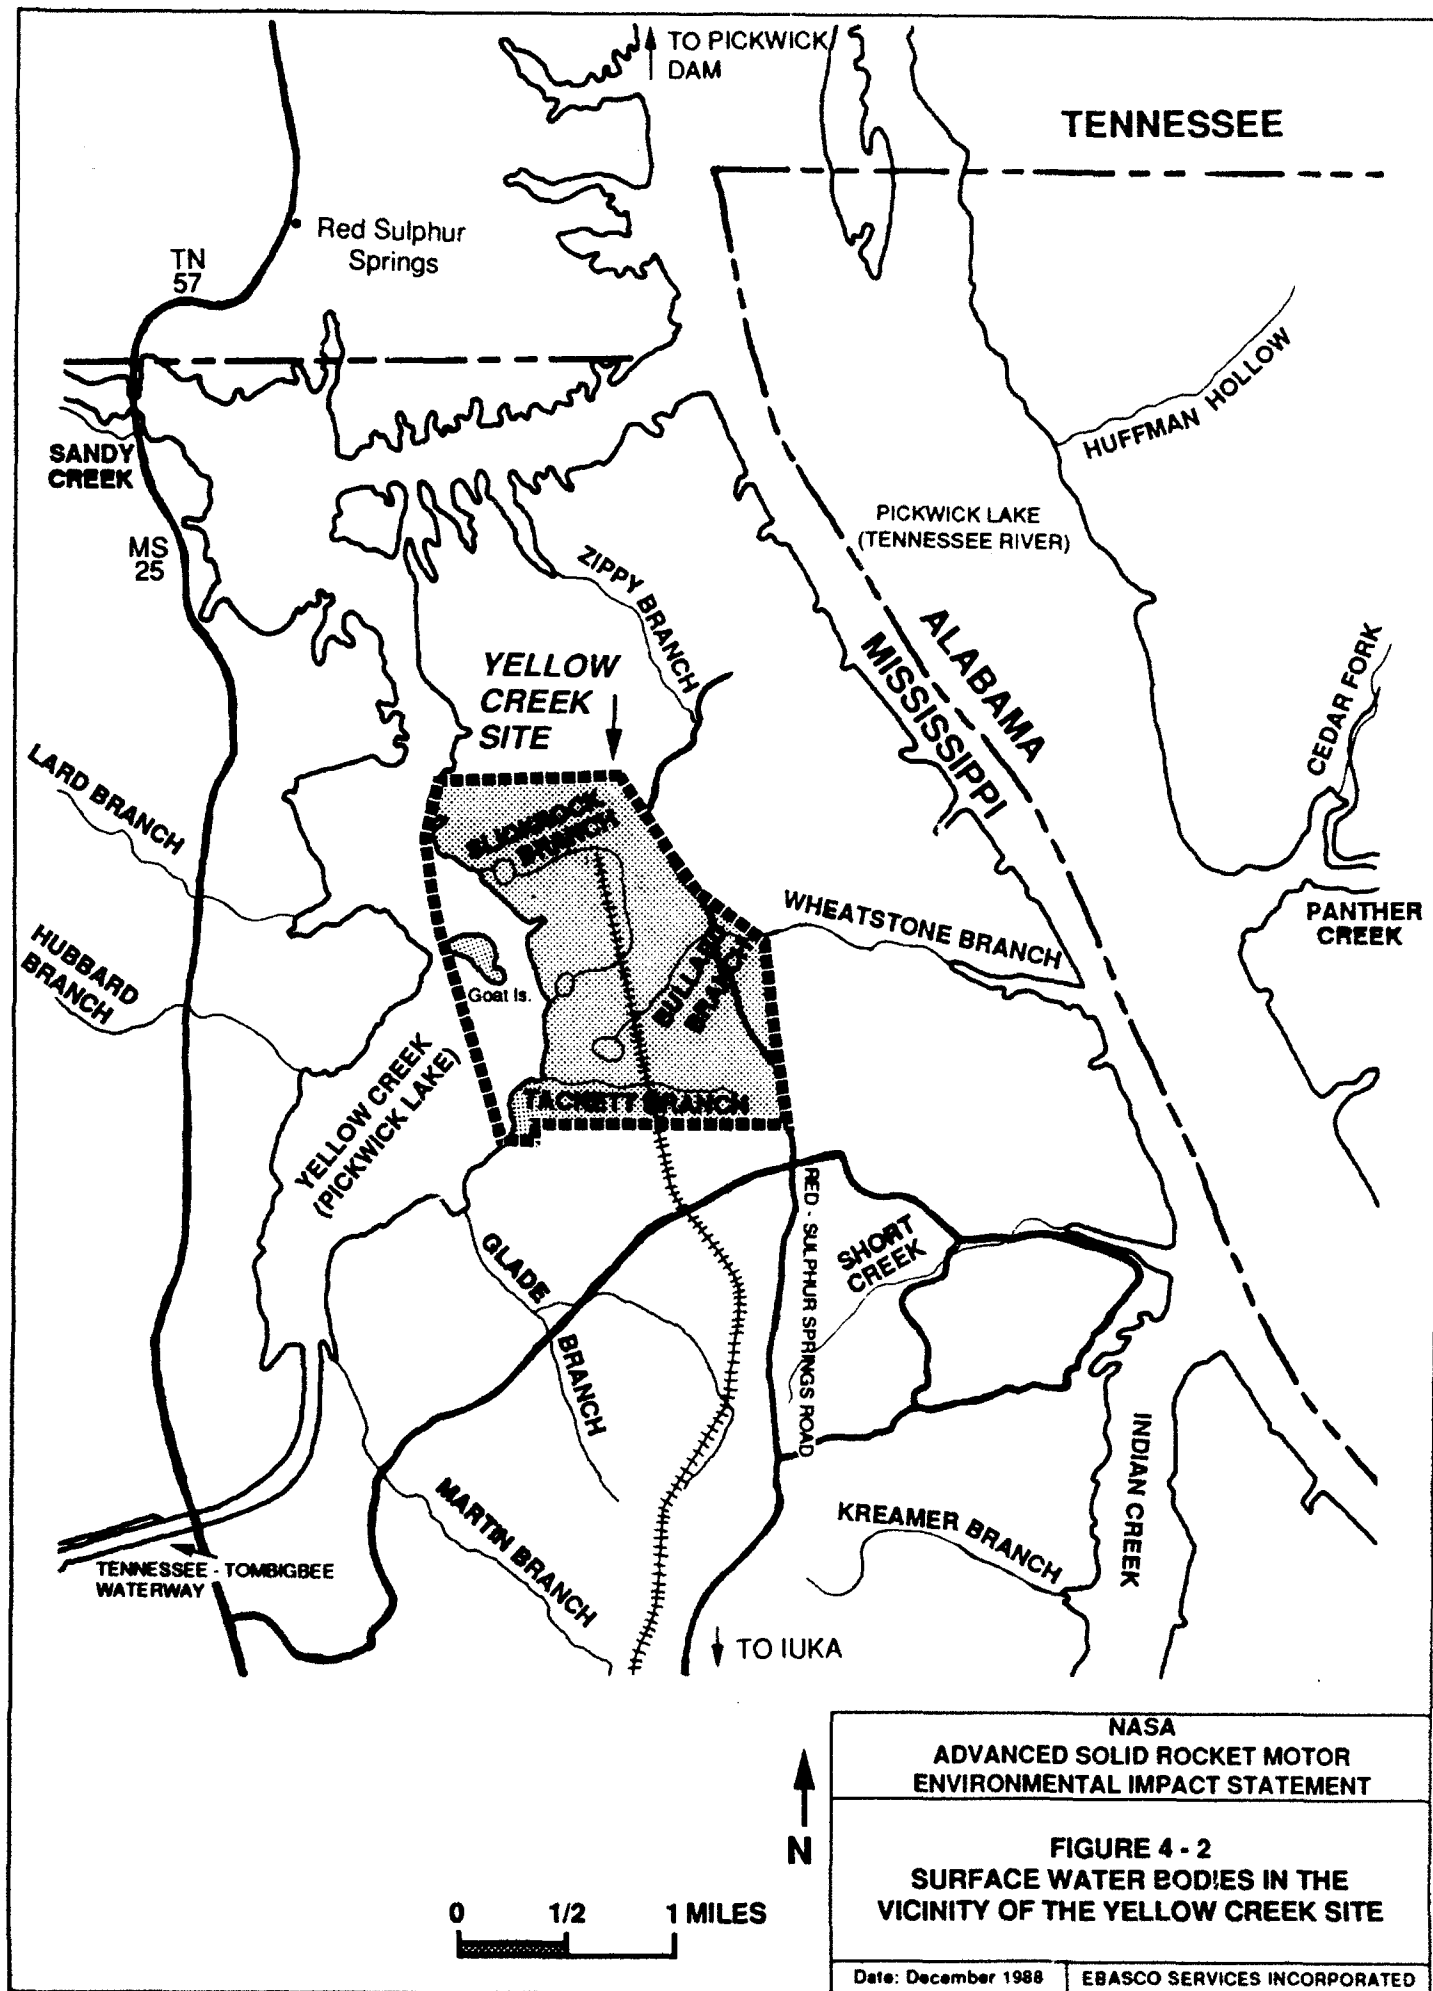 TO PICKWICK
DAM
TENNESSEE
Red Sulphur
Springs
TN
57
HUFFMAN HOLLOW
SANDY
CREEK
PICKWICK LAKE
(TENNESSEE RIVER)
MS
25
ZIPPY BRANCH
ALABAMA
MISSISSIPPI
CEDAR FORK
YELLOW
CREEK
SITE
LARD BRANCH
SLICKROCK
BRANCH
WHEATSTONE BRANCH
PANTHER
CREEK
HUBBARD
BRANCH
BULLARD
BRANCH
Goat Is.
YELLOW CREEK
(PICKWICK LAKE)
TACKETT BRANCH
RED - SULPHUR SPRINGS ROAD
SHORT
CREEK
GLADE
BRANCH
INDIAN CREEK
MARTIN BRANCH
KREAMER BRANCH
TENNESSEE - TOMBIGBEE
WATERWAY
TO IUKA
NASA
ADVANCED SOLID ROCKET MOTOR
ENVIRONMENTAL IMPACT STATEMENT
N
FIGURE 4 - 2
SURFACE WATER BODIES IN THE
VICINITY OF THE YELLOW CREEK SITE
0 1/2 1 MILES
Date: December 1988
EBASCO SERVICES INCORPORATED